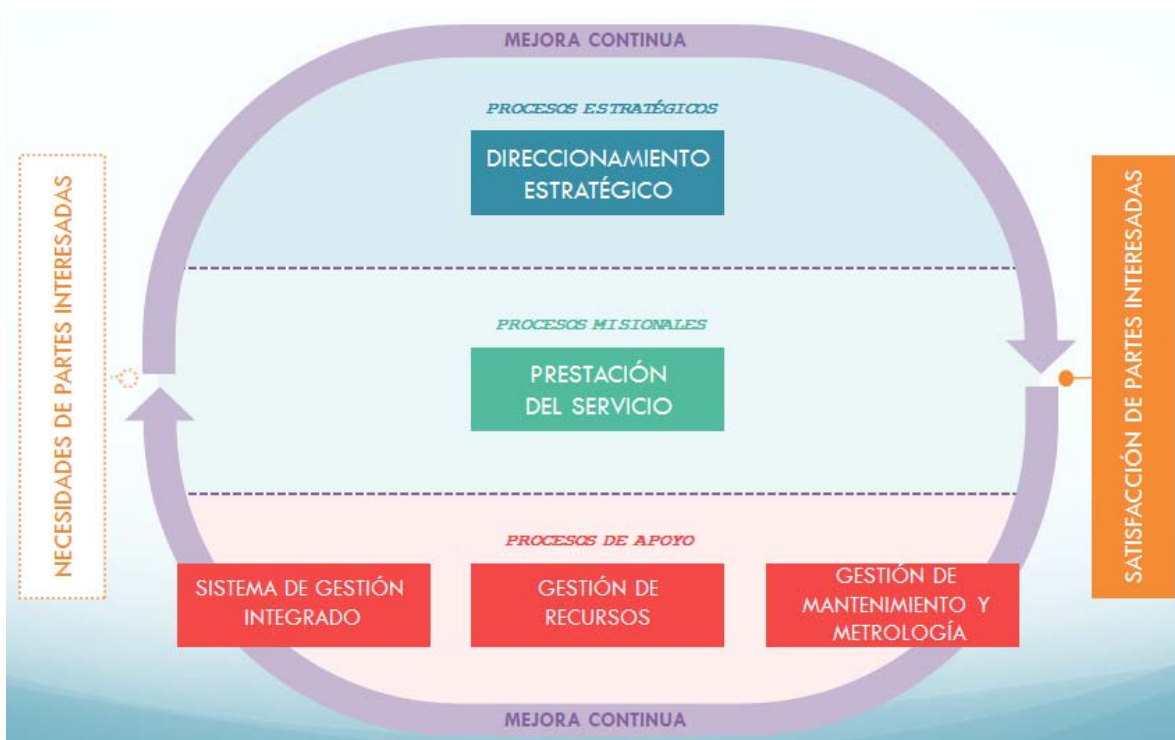 MEJORA CONTINUA
PROCESOS ESTRATÉGICOS
DIRECCIONAMIENTO
ESTRATÉGICO
NECESIDADES DE PARTES INTERESADAS
PROCESOS MISIONALES
PRESTACIÓN
DEL SERVICIO
SATISFACCIÓN DE PARTES INTERESADAS
PROCESOS DE APOYO
SISTEMA DE GESTIÓN
INTEGRADO
GESTIÓN DE
RECURSOS
GESTIÓN DE
MANTENIMIENTO Y
METROLOGÍA
MEJORA CONTINUA